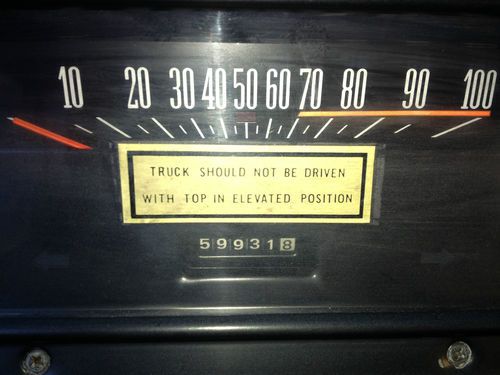 10 20 30 40 50 60 70 80 90 100
TRUCK SHOULD NOT BE DRIVEN
WITH TOP IN ELEVATED POSITION
599318